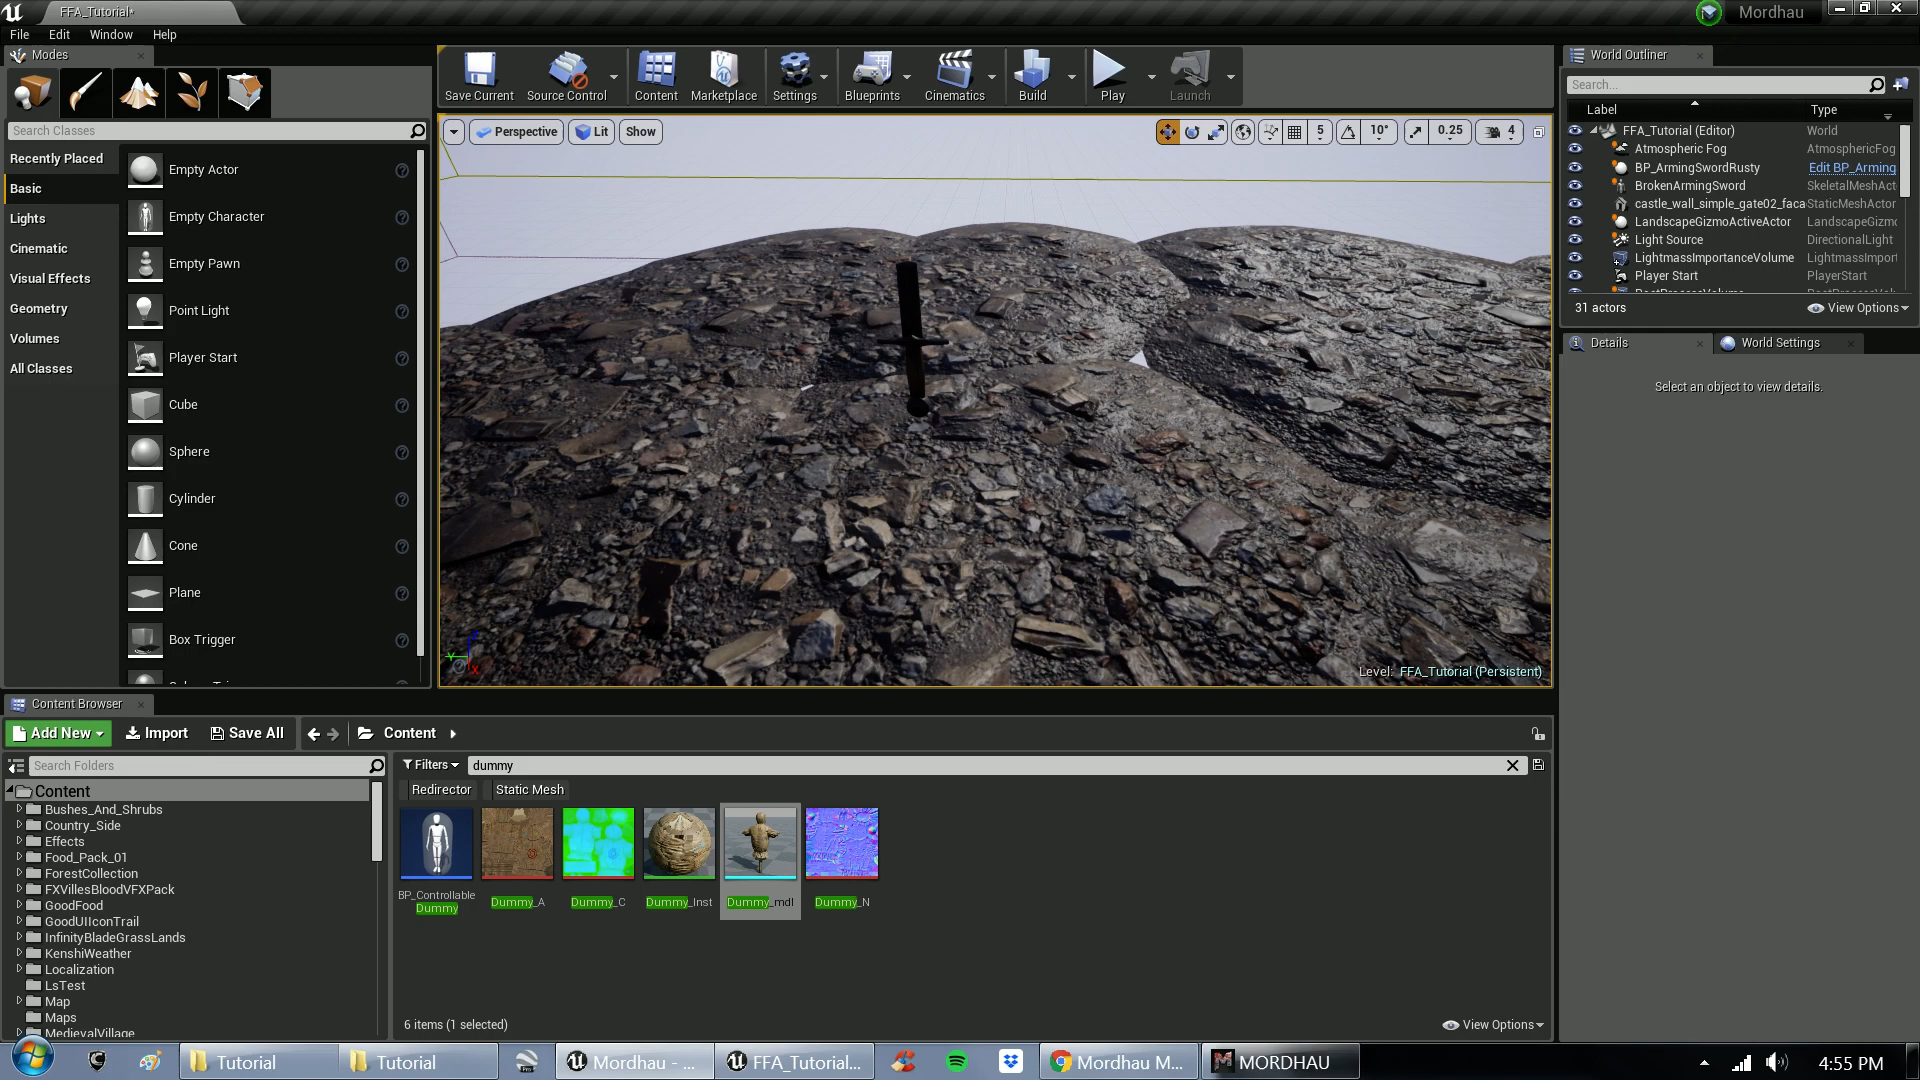 FFA_Tutorial*
Mordhau
File Edit Window Help
Modes
Search Classes
Recently Placed
Basic
Lights
Cinematic
Visual Effects
Geometry
Volumes
All Classes
Empty Actor
Empty Character
Empty Pawn
Point Light
Player Start
Cube
Sphere
Cylinder
Cone
Plane
Box Trigger
Save Current Source Control Content Marketplace Settings Blueprints Cinematics Build Play Launch
Perspective Lit Show
5 10° 0.25 4
Level: FFA_Tutorial (Persistent)
World Outliner
Search...
Label Type
FFA_Tutorial (Editor) World
Atmospheric Fog AtmosphericFog
BP_ArmingSwordRusty Edit BP_Arming
BrokenArmingSword SkeletalMeshAct
castle_wall_simple_gate02_faca StaticMeshActor
LandscapeGizmoActiveActor LandscapeGizmo
Light Source DirectionalLight
LightmassImportanceVolume LightmassImport
Player Start PlayerStart
31 actors View Options
Details World Settings
Select an object to view details.
Content Browser
Add New Import Save All Content
Search Folders
Content
Bushes_And_Shrubs
Country_Side
Effects
Food_Pack_01
ForestCollection
FXVillesBloodVFXPack
GoodFood
GoodUIIconTrail
InfinityBladeGrassLands
KenshiWeather
Localization
LsTest
Map
Maps
MedievalVillage
Filters dummy
Redirector Static Mesh
BP_Controllable
Dummy
Dummy_A
Dummy_C
Dummy_Inst
Dummy_mdl
Dummy_N
6 items (1 selected) View Options
Tutorial Tutorial Mordhau - ... FFA_Tutorial... Mordhau M... MORDHAU 4:55 PM